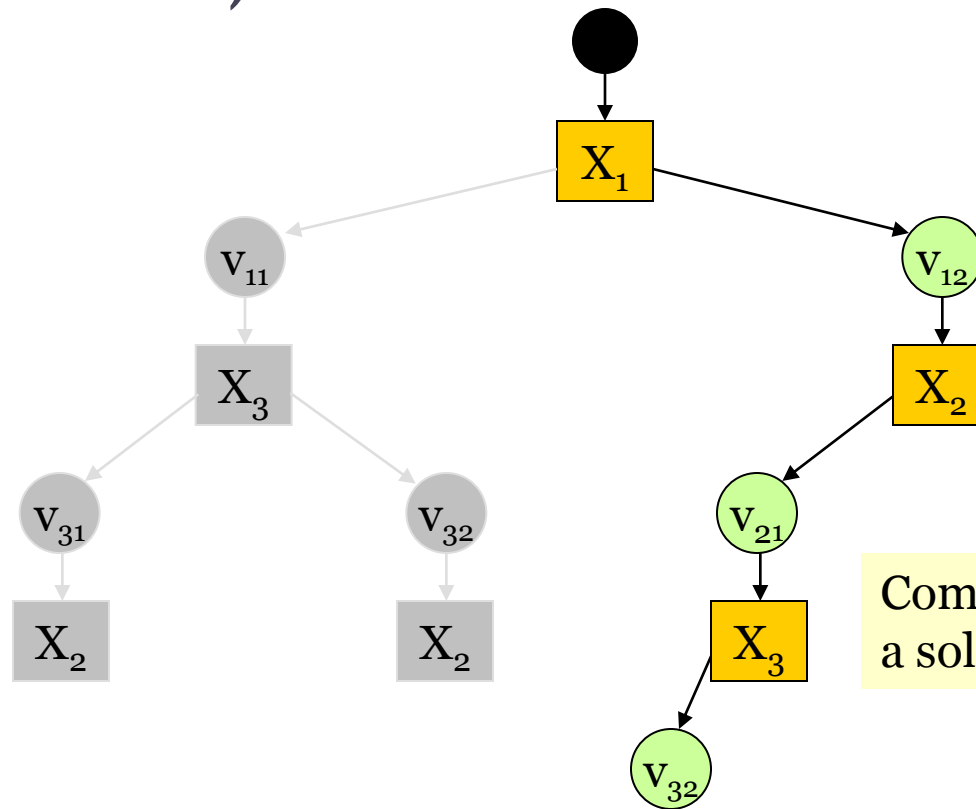 X₁
v₁₁ v₁₂
X₃ X₂
v₃₁ v₃₂ v₂₁
Com
a sol
X₂ X₂ X₃
v₃₂